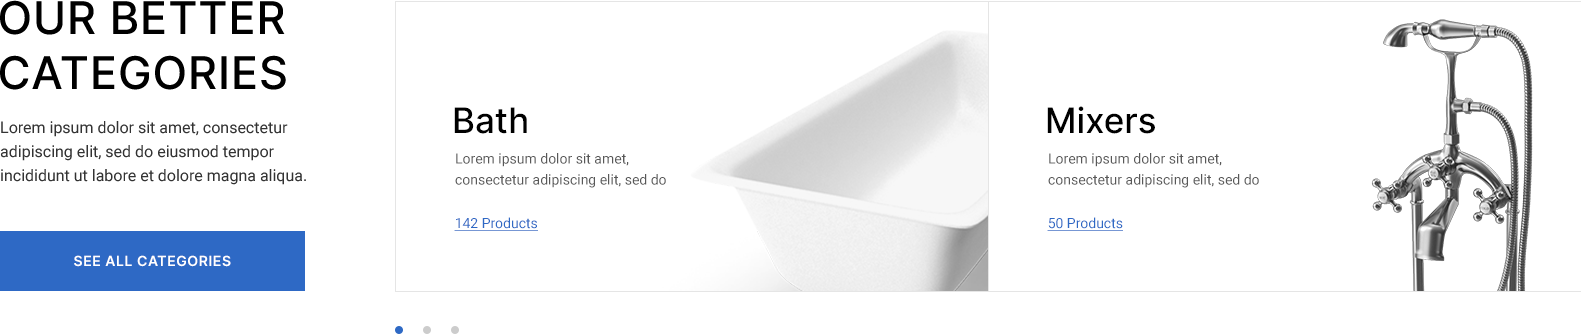 OUR BETTER
CATEGORIES
Lorem ipsum dolor sit amet, consectetur
adipiscing elit, sed do eiusmod tempor
incididunt ut labore et dolore magna aliqua.
SEE ALL CATEGORIES
Bath
Lorem ipsum dolor sit amet,
consectetur adipiscing elit, sed do
142 Products
Mixers
Lorem ipsum dolor sit amet,
consectetur adipiscing elit, sed do
50 Products